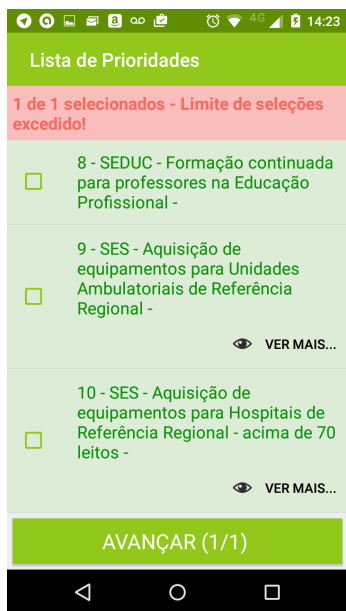 4G 14:23
Lista de Prioridades
1 de 1 selecionados - Limite de seleções
excedido!
8 - SEDUC - Formação continuada
para professores na Educação
Profissional -
9 - SES - Aquisição de
equipamentos para Unidades
Ambulatoriais de Referência
Regional -
VER MAIS...
10 - SES - Aquisição de
equipamentos para Hospitais de
Referência Regional - acima de 70
leitos -
VER MAIS...
AVANÇAR (1/1)